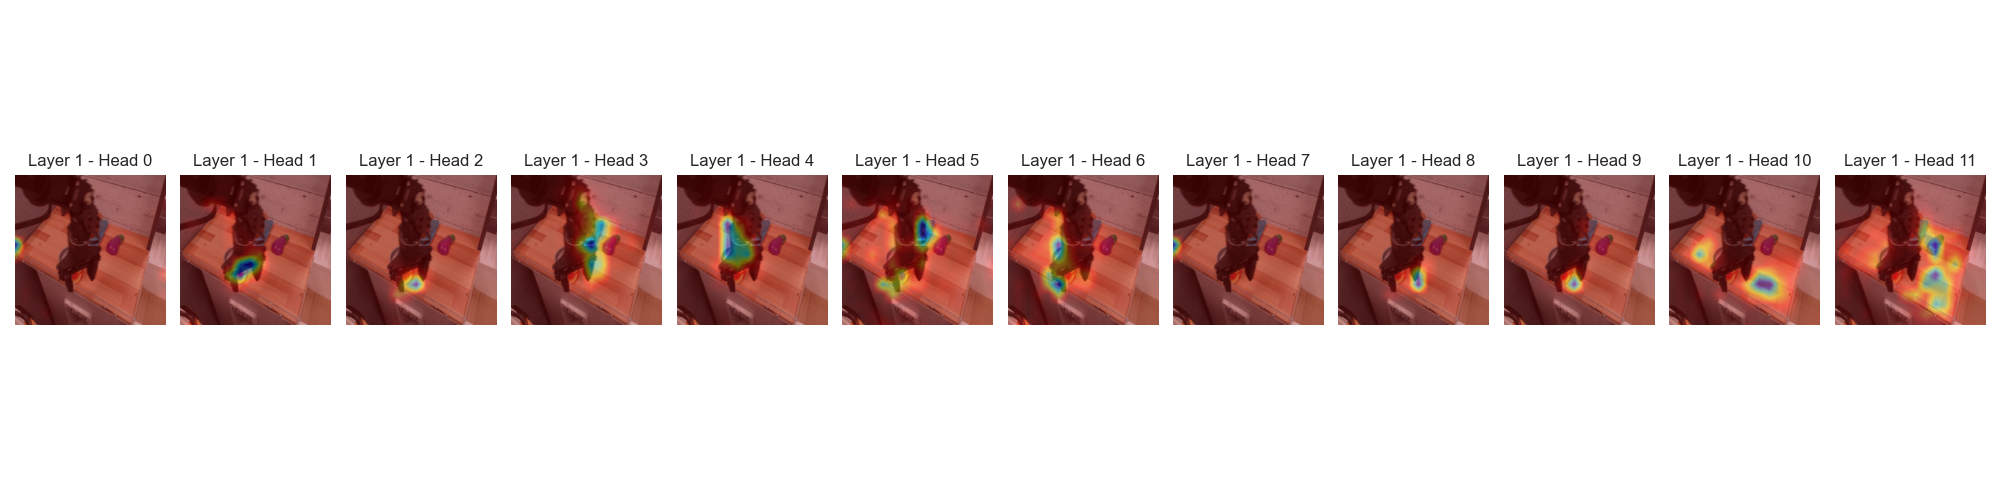 Layer 1 - Head 0
Layer 1 - Head 1
Layer 1 - Head 2
Layer 1 - Head 3
Layer 1 - Head 4
Layer 1 - Head 5
Layer 1 - Head 6
Layer 1 - Head 7
Layer 1 - Head 8
Layer 1 - Head 9
Layer 1 - Head 10
Layer 1 - Head 11